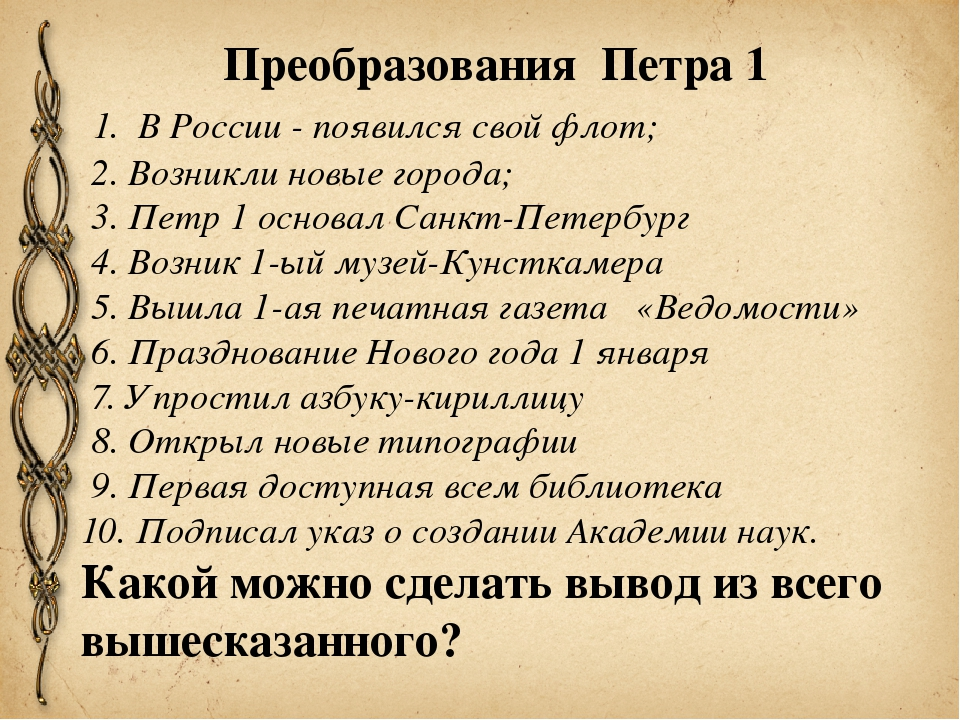 Преобразования Петра 1
1. В России - появился свой флот;
2. Возникли новые города;
3. Петр 1 основал Санкт-Петербург
4. Возник 1-ый музей-Кунсткамера
5. Вышла 1-ая печатная газета «Ведомости»
6. Празднование Нового года 1 января
7. Упростил азбуку-кириллицу
8. Открыл новые типографии
9. Первая доступная всем библиотека
10. Подписал указ о создании Академии наук.
Какой можно сделать вывод из всего
вышесказанного?